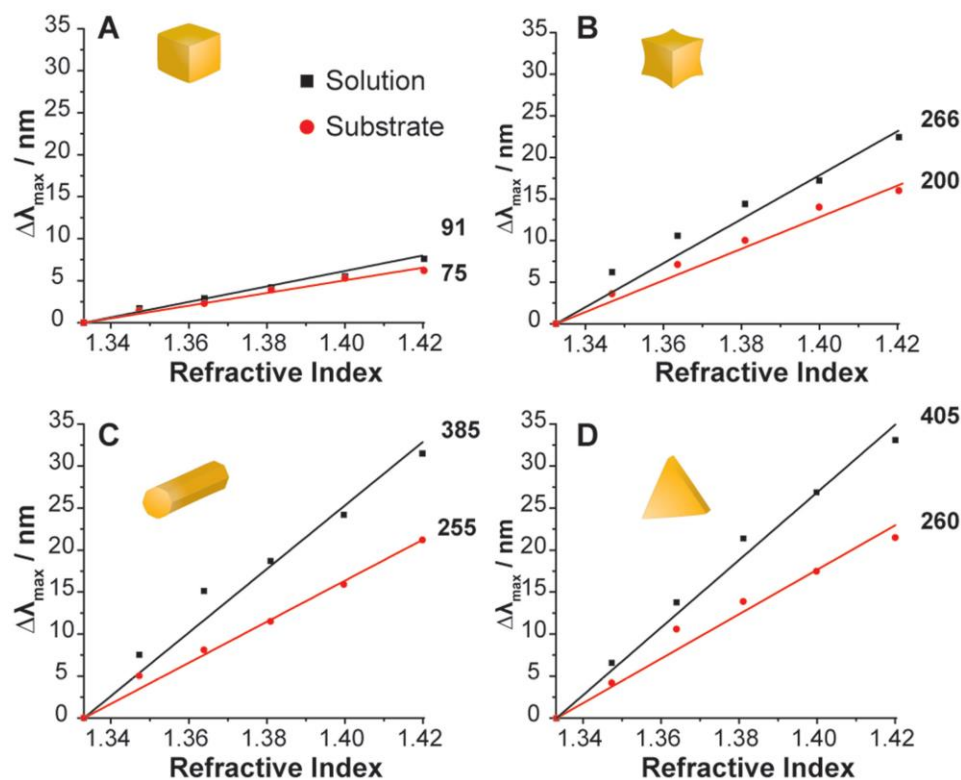 A
Solution
Substrate
91
75
35
30
25
20
15
10
5
0
Δλmax / nm
1.34 1.36 1.38 1.40 1.42
Refractive Index
B
266
200
35
30
25
20
15
10
5
0
Δλmax / nm
1.34 1.36 1.38 1.40 1.42
Refractive Index
C
385
255
35
30
25
20
15
10
5
0
Δλmax / nm
1.34 1.36 1.38 1.40 1.42
Refractive Index
D
405
260
35
30
25
20
15
10
5
0
Δλmax / nm
1.34 1.36 1.38 1.40 1.42
Refractive Index